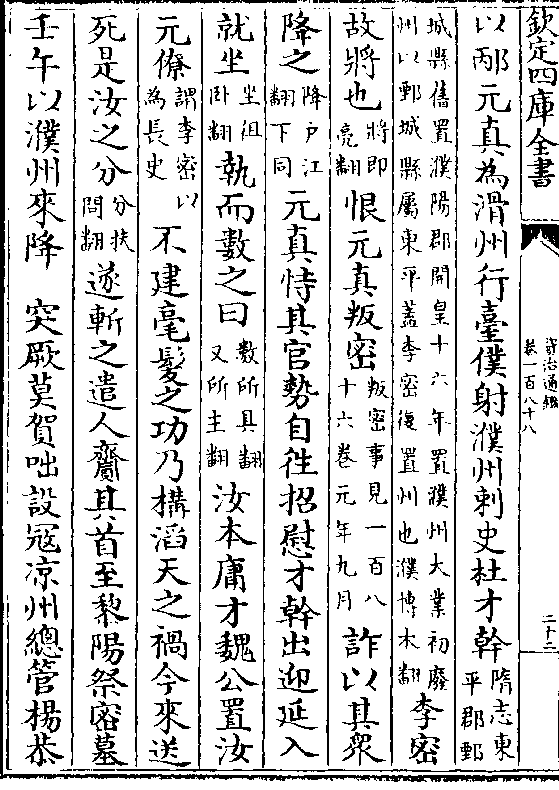 欽定四庫全書
資治通鑑
卷一百八十八
二十三
以邴元真為滑州行臺僕射濮州刺史杜才幹隋志東平郡鄄
城縣舊置濮陽郡開皇十六年置濮州大業初廢州以鄄城縣屬東平蓋李密復置州也濮博木翻李密
故將也將即亮翻恨元真叛密叛密事見一百八十六卷元年九月詐以其衆
降之降户江翻下同元真恃其官勢自往招慰才幹出迎延入
就坐坐徂卧翻執而數之曰數所具翻又所主翻汝本庸才魏公置汝
元僚謂李密以為長史不建毫髮之功乃構滔天之禍今來送
死是汝之分分扶問翻遂斬之遣人齎其首至黎陽祭密墓
壬午以濮州來降　突厥莫賀咄設冦凉州總管楊恭